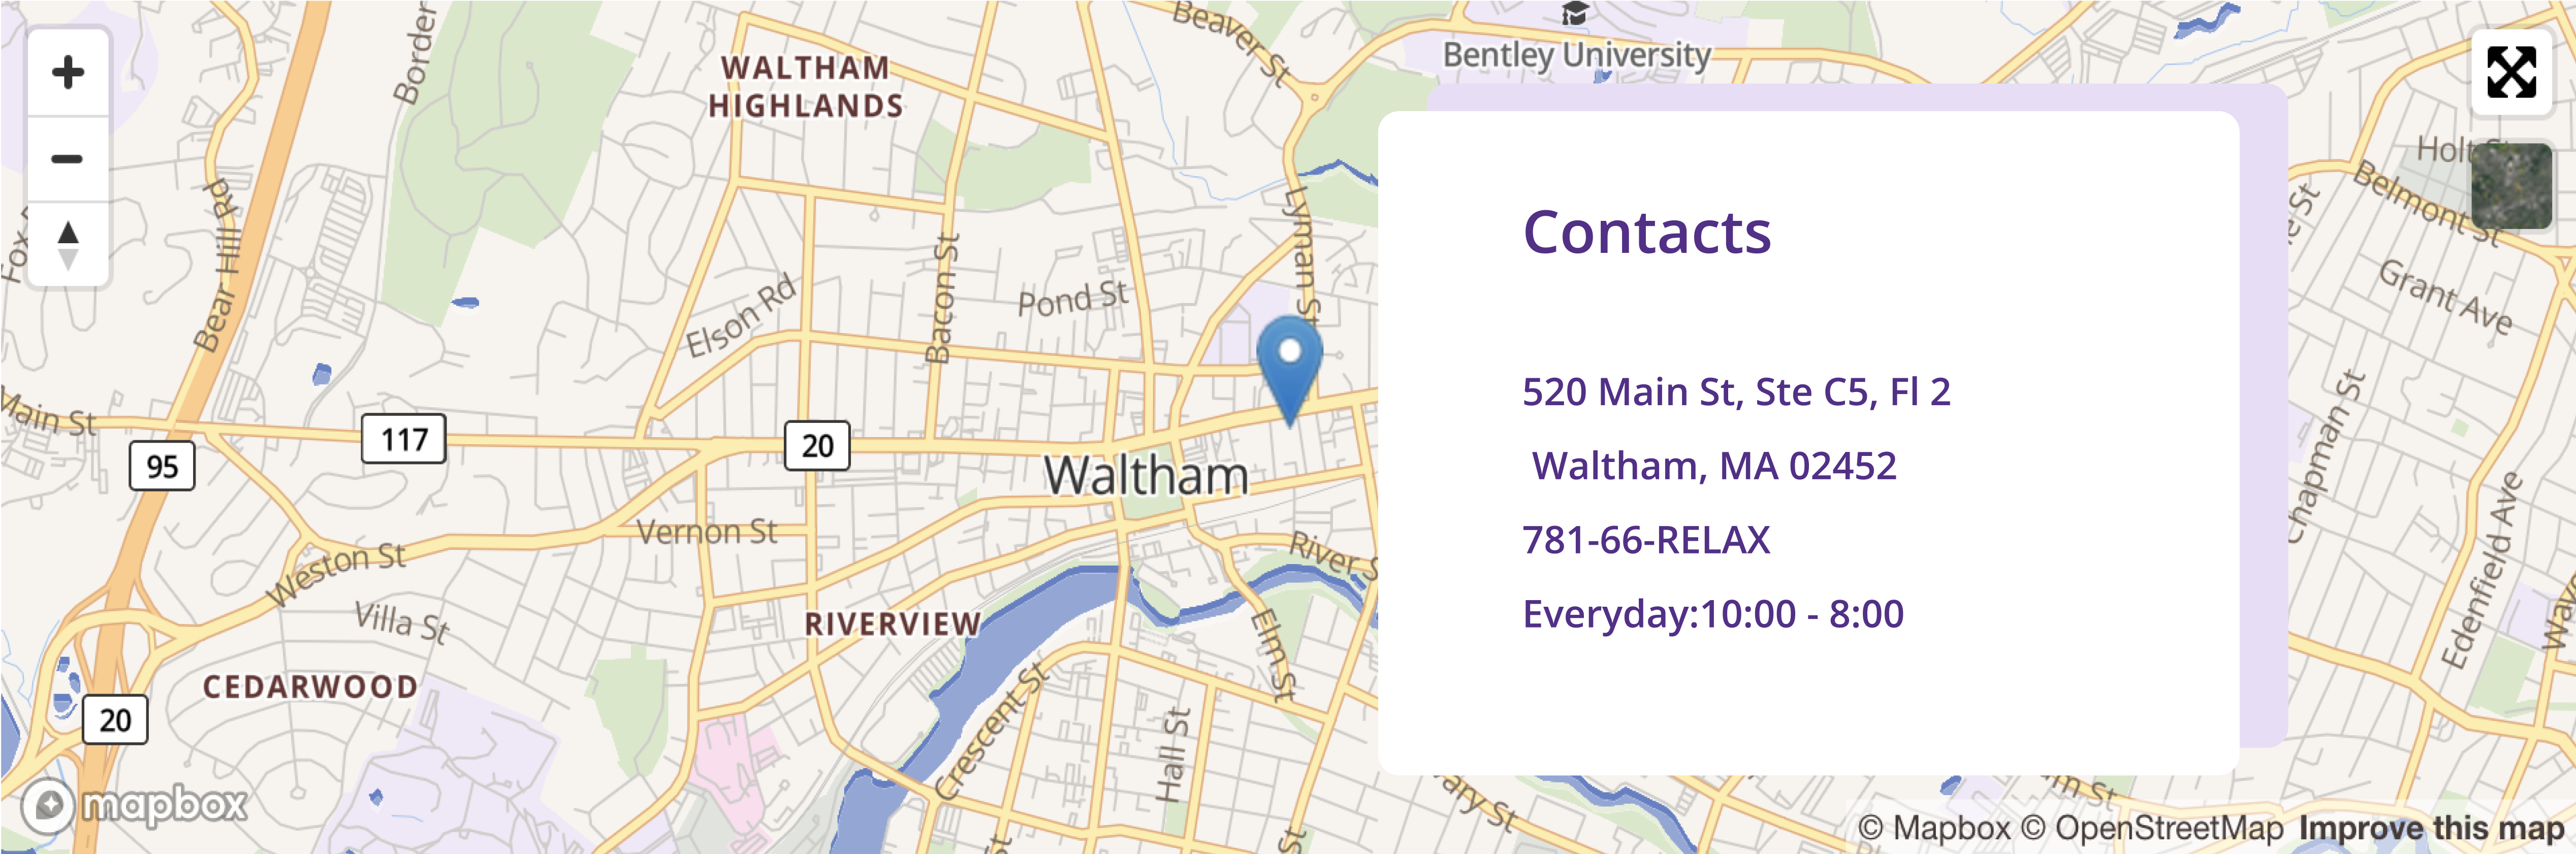 Border
Beaver St
Bentley University
WALTHAM
HIGHLANDS
Holt St
Belmont St
Grant Ave
Bear Hill Rd
Lyman St
Contacts
Bacon St
Pond St
Elson Rd
520 Main St, Ste C5, Fl 2
Main St
117
20
95
Waltham
Waltham, MA 02452
Chapman St
Vernon St
781-66-RELAX
River S
Weston St
Villa St
RIVERVIEW
Everyday:10:00 - 8:00
Elm St
Edenfield Ave
CEDARWOOD
20
Crescent St
Hall St
mapbox
© Mapbox © OpenStreetMap Improve this map